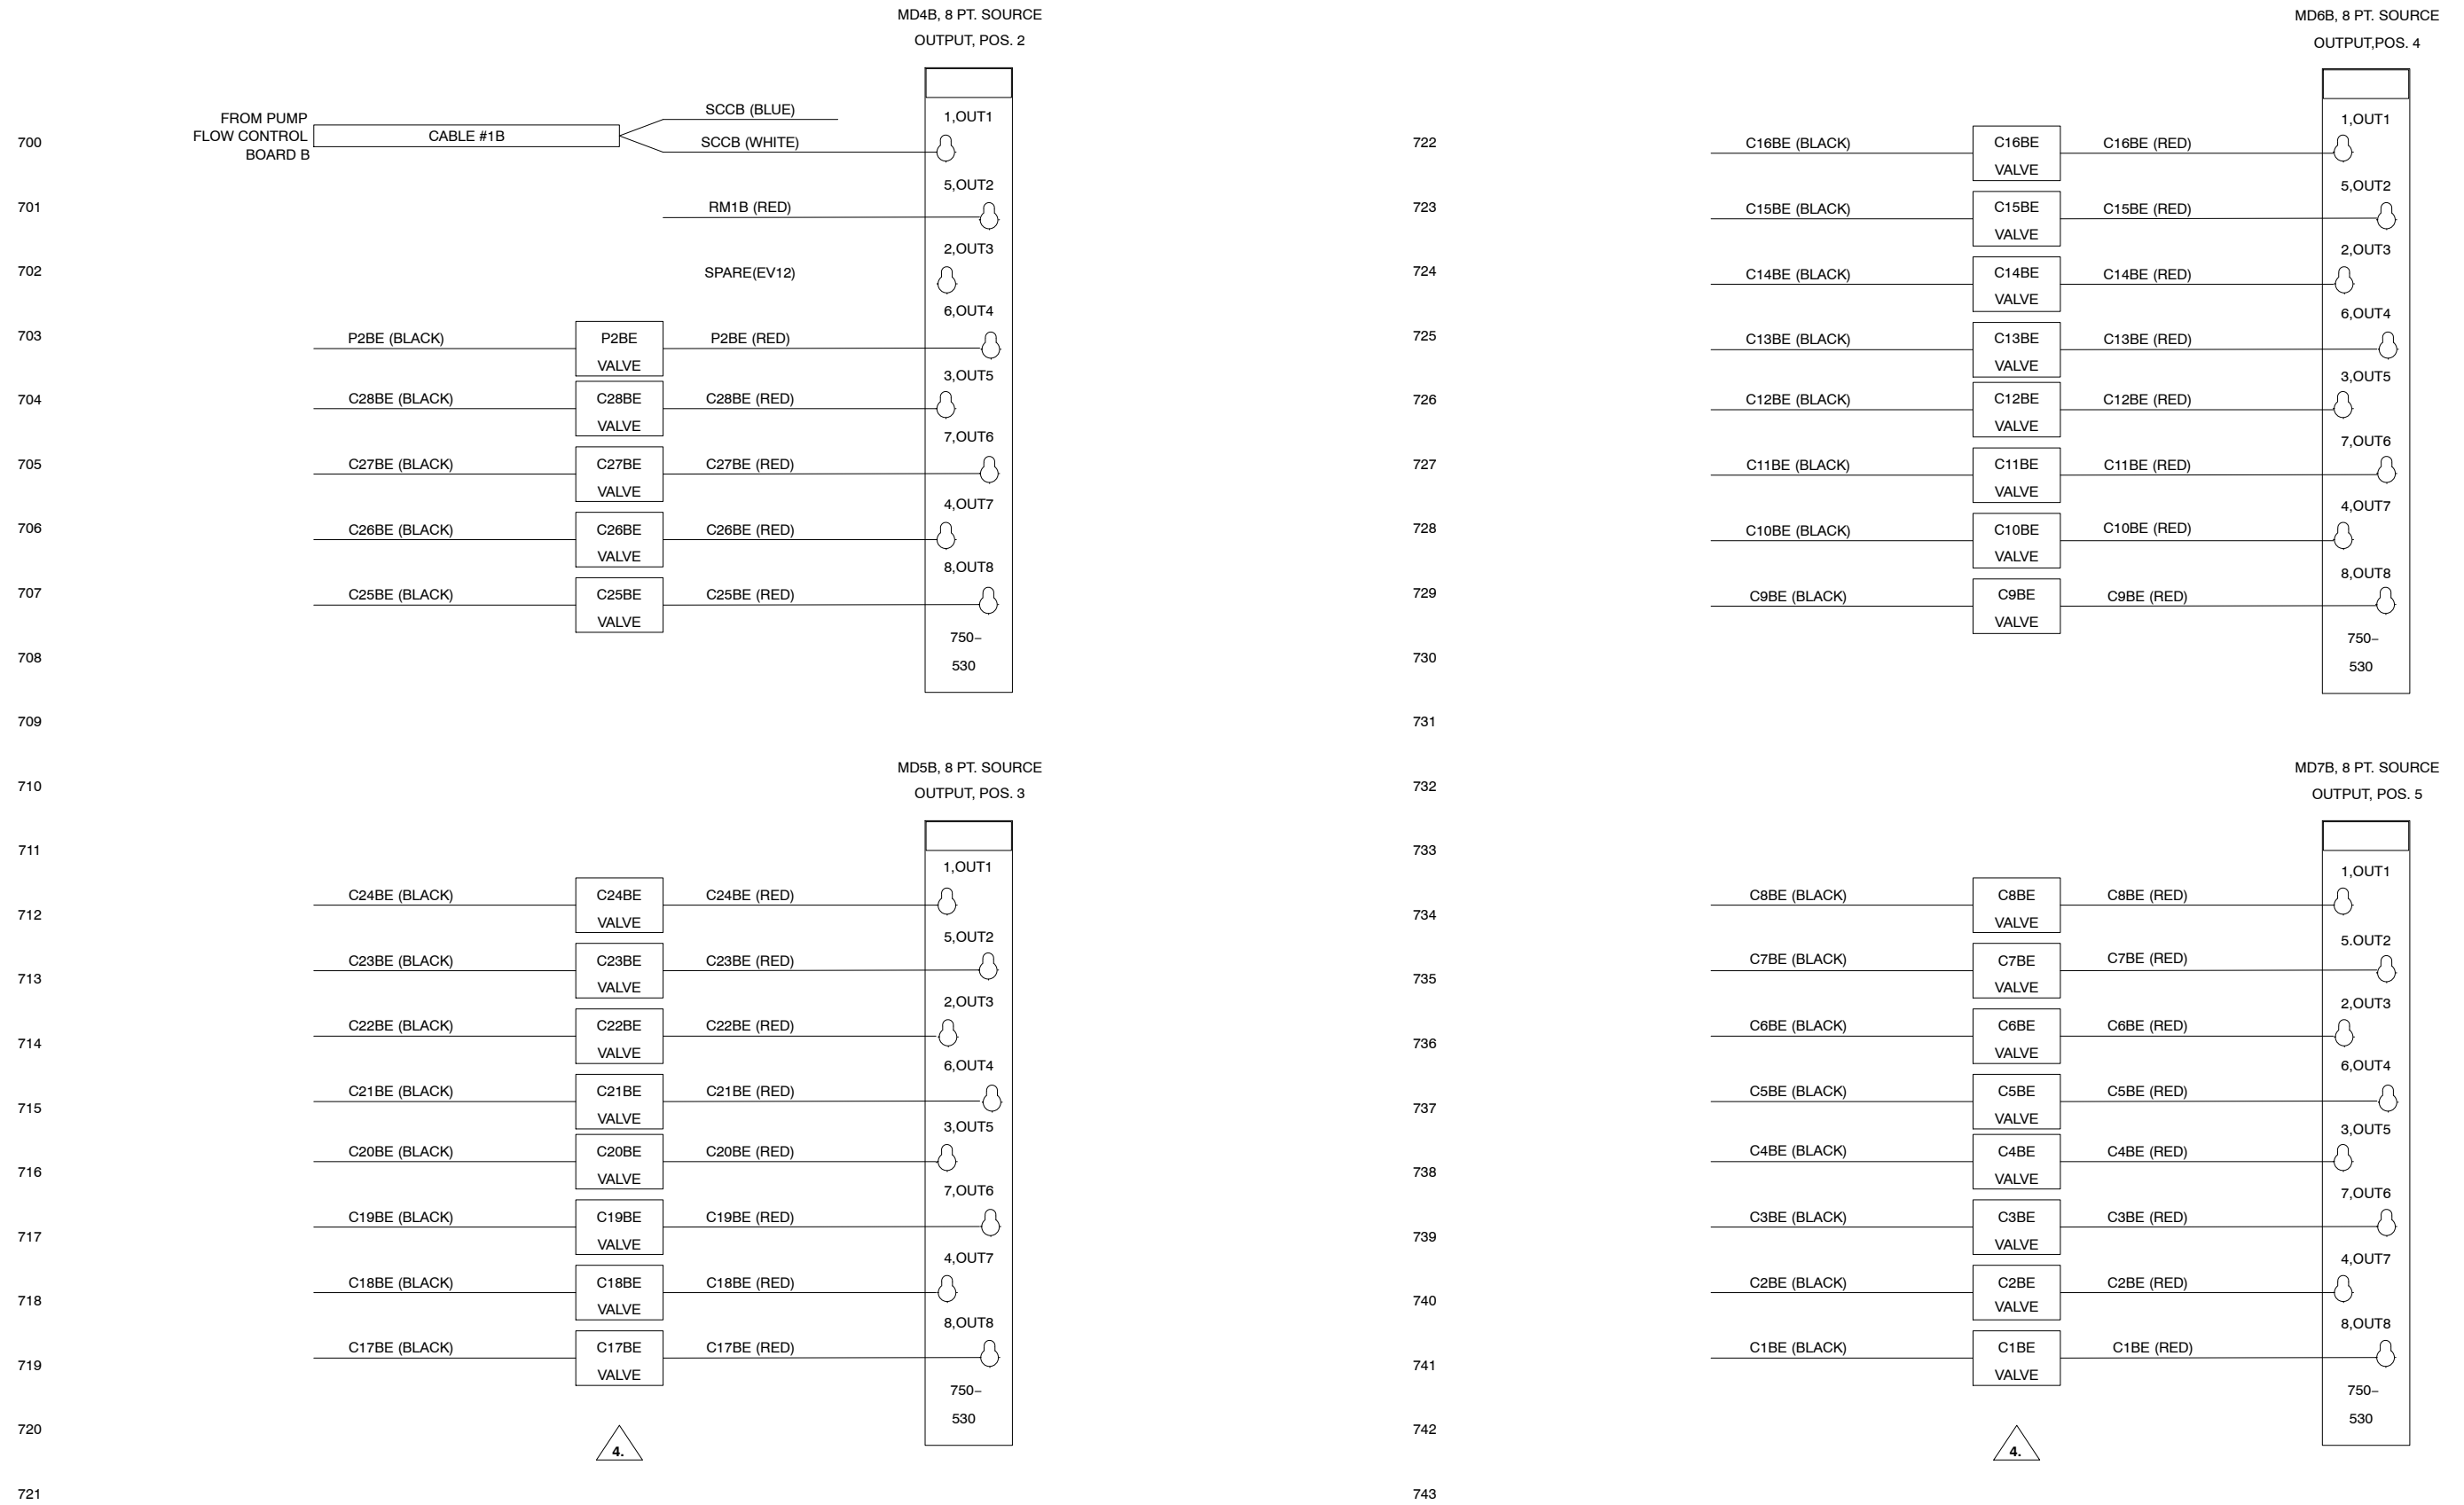 MD4B, 8 PT. SOURCE
OUTPUT, POS. 2
FROM PUMP
FLOW CONTROL
BOARD B
CABLE #1B
SCCB (BLUE)
SCCB (WHITE)
1,OUT1
700
5,OUT2
701
RM1B (RED)
2,OUT3
702
SPARE(EV12)
6,OUT4
703
P2BE (BLACK)
P2BE
VALVE
P2BE (RED)
3,OUT5
704
C28BE (BLACK)
C28BE
VALVE
C28BE (RED)
7,OUT6
705
C27BE (BLACK)
C27BE
VALVE
C27BE (RED)
4,OUT7
706
C26BE (BLACK)
C26BE
VALVE
C26BE (RED)
8,OUT8
707
C25BE (BLACK)
C25BE
VALVE
C25BE (RED)
750–
530
708
709
710
MD5B, 8 PT. SOURCE
OUTPUT, POS. 3
711
1,OUT1
712
C24BE (BLACK)
C24BE
VALVE
C24BE (RED)
5,OUT2
713
C23BE (BLACK)
C23BE
VALVE
C23BE (RED)
2,OUT3
714
C22BE (BLACK)
C22BE
VALVE
C22BE (RED)
6,OUT4
715
C21BE (BLACK)
C21BE
VALVE
C21BE (RED)
3,OUT5
716
C20BE (BLACK)
C20BE
VALVE
C20BE (RED)
7,OUT6
717
C19BE (BLACK)
C19BE
VALVE
C19BE (RED)
4,OUT7
718
C18BE (BLACK)
C18BE
VALVE
C18BE (RED)
8,OUT8
719
C17BE (BLACK)
C17BE
VALVE
C17BE (RED)
750–
530
720
4.
721
MD6B, 8 PT. SOURCE
OUTPUT,POS. 4
1,OUT1
722
C16BE (BLACK)
C16BE
VALVE
C16BE (RED)
5,OUT2
723
C15BE (BLACK)
C15BE
VALVE
C15BE (RED)
2,OUT3
724
C14BE (BLACK)
C14BE
VALVE
C14BE (RED)
6,OUT4
725
C13BE (BLACK)
C13BE
VALVE
C13BE (RED)
3,OUT5
726
C12BE (BLACK)
C12BE
VALVE
C12BE (RED)
7,OUT6
727
C11BE (BLACK)
C11BE
VALVE
C11BE (RED)
4,OUT7
728
C10BE (BLACK)
C10BE
VALVE
C10BE (RED)
8,OUT8
729
C9BE (BLACK)
C9BE
VALVE
C9BE (RED)
750–
530
730
731
732
MD7B, 8 PT. SOURCE
OUTPUT, POS. 5
733
1,OUT1
734
C8BE (BLACK)
C8BE
VALVE
C8BE (RED)
5.OUT2
735
C7BE (BLACK)
C7BE
VALVE
C7BE (RED)
2,OUT3
736
C6BE (BLACK)
C6BE
VALVE
C6BE (RED)
6,OUT4
737
C5BE (BLACK)
C5BE
VALVE
C5BE (RED)
3,OUT5
738
C4BE (BLACK)
C4BE
VALVE
C4BE (RED)
7,OUT6
739
C3BE (BLACK)
C3BE
VALVE
C3BE (RED)
4,OUT7
740
C2BE (BLACK)
C2BE
VALVE
C2BE (RED)
8,OUT8
741
C1BE (BLACK)
C1BE
VALVE
C1BE (RED)
750–
530
742
4.
743